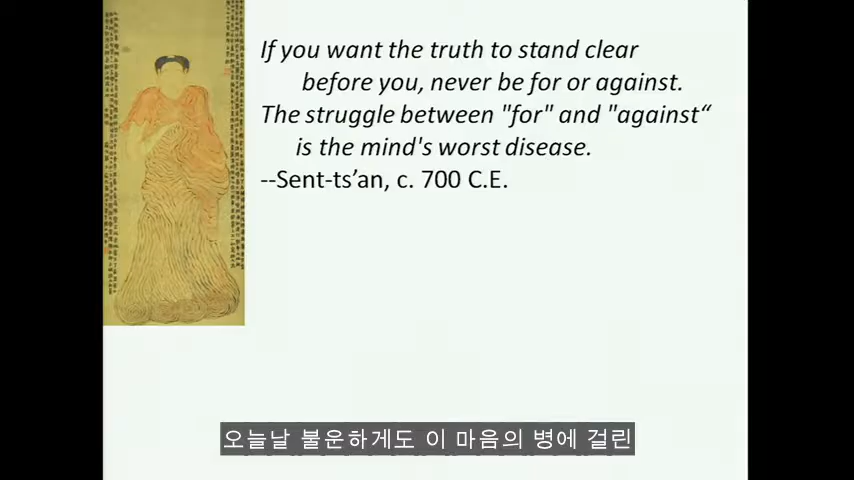 If you want the truth to stand clear
before you, never be for or against.
The struggle between "for" and "against“
is the mind's worst disease.
--Sent-ts’an, c. 700 C.E.
오늘날 불운하게도 이 마음의 병에 걸린